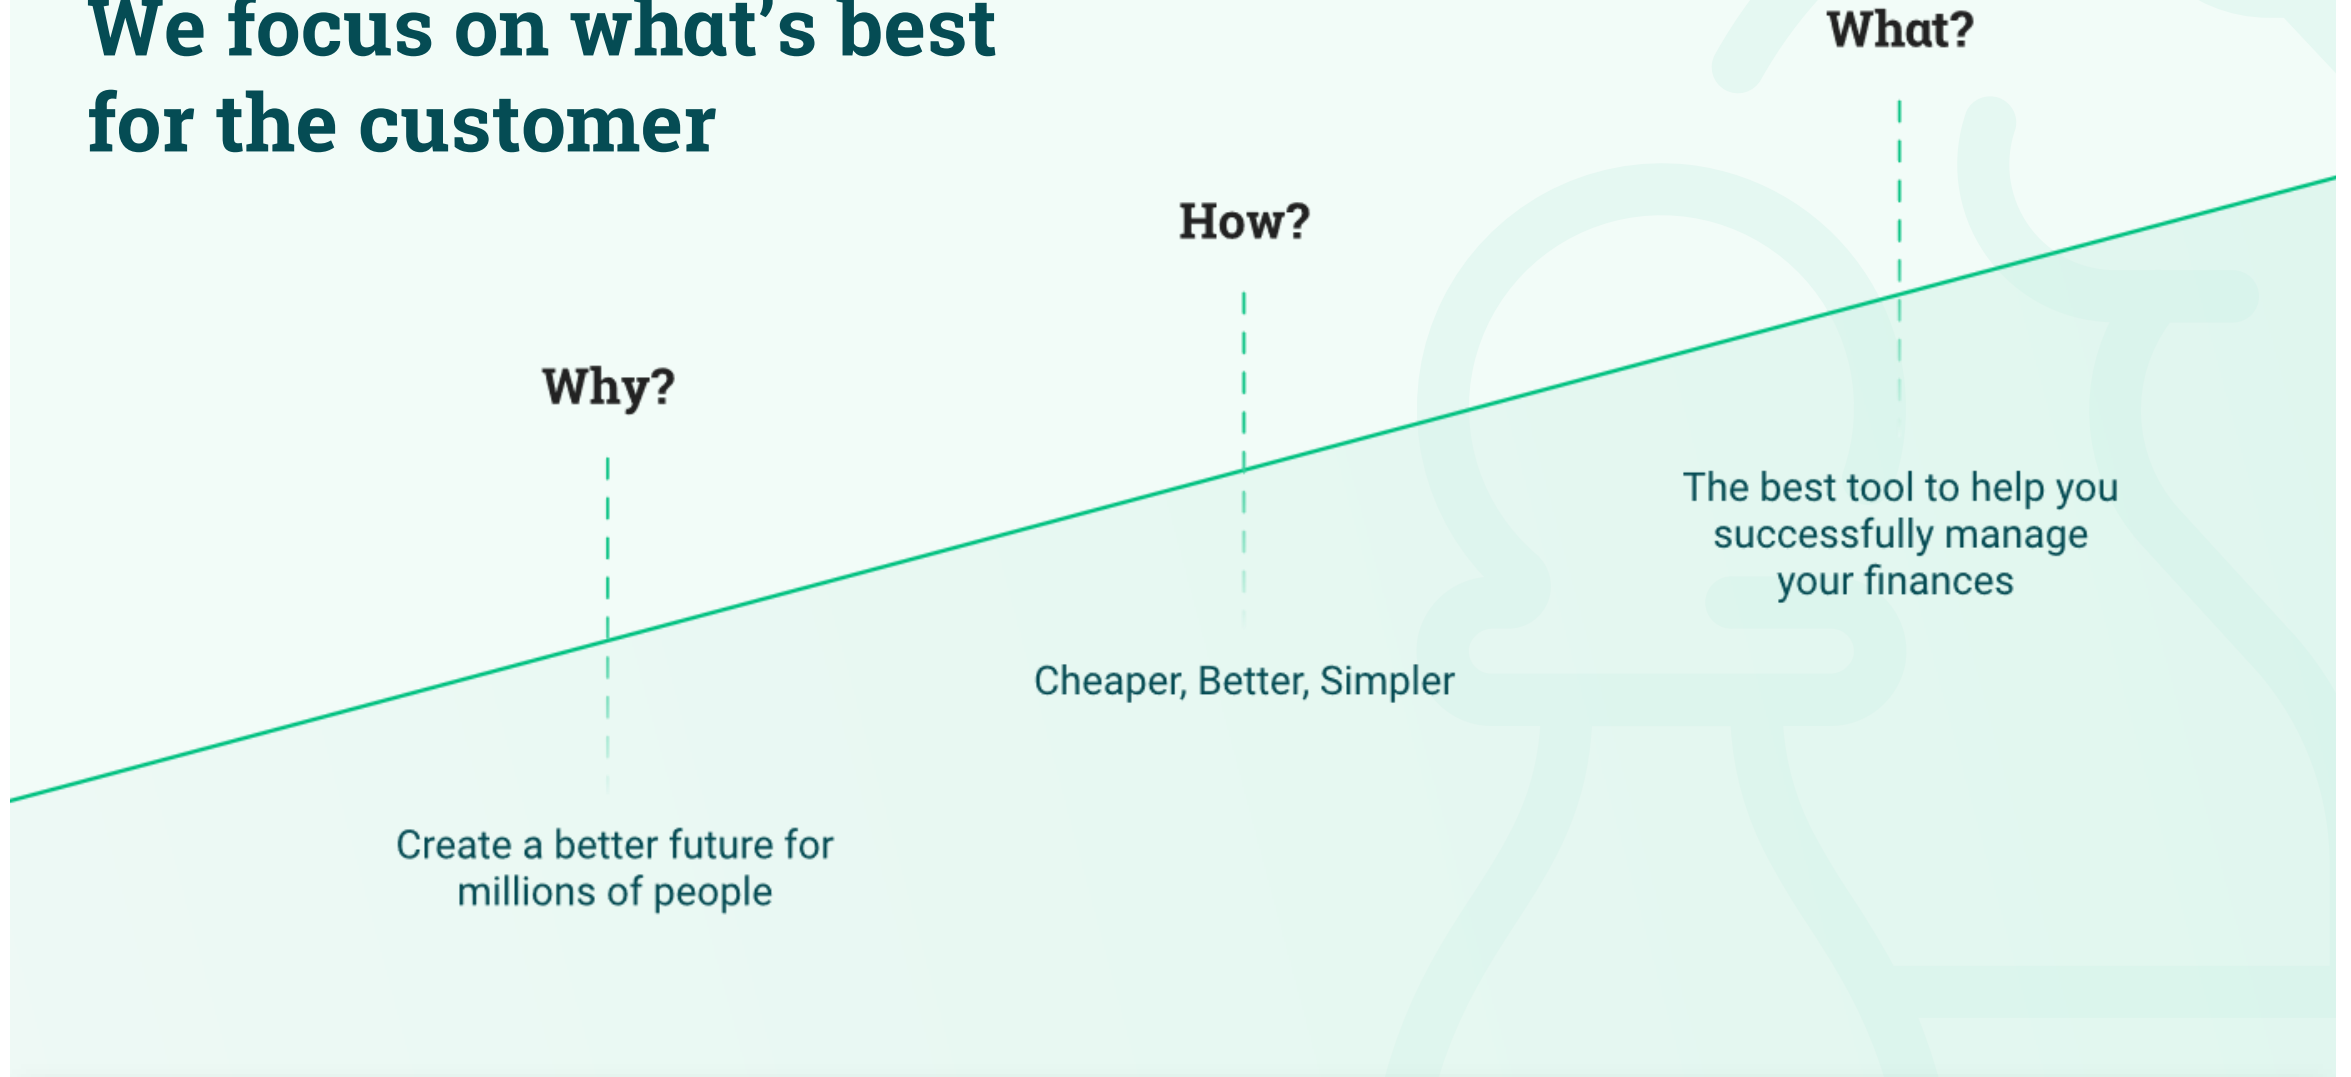 We focus on what’s best
for the customer
Why?
Create a better future for
millions of people
How?
Cheaper, Better, Simpler
What?
The best tool to help you
successfully manage
your finances